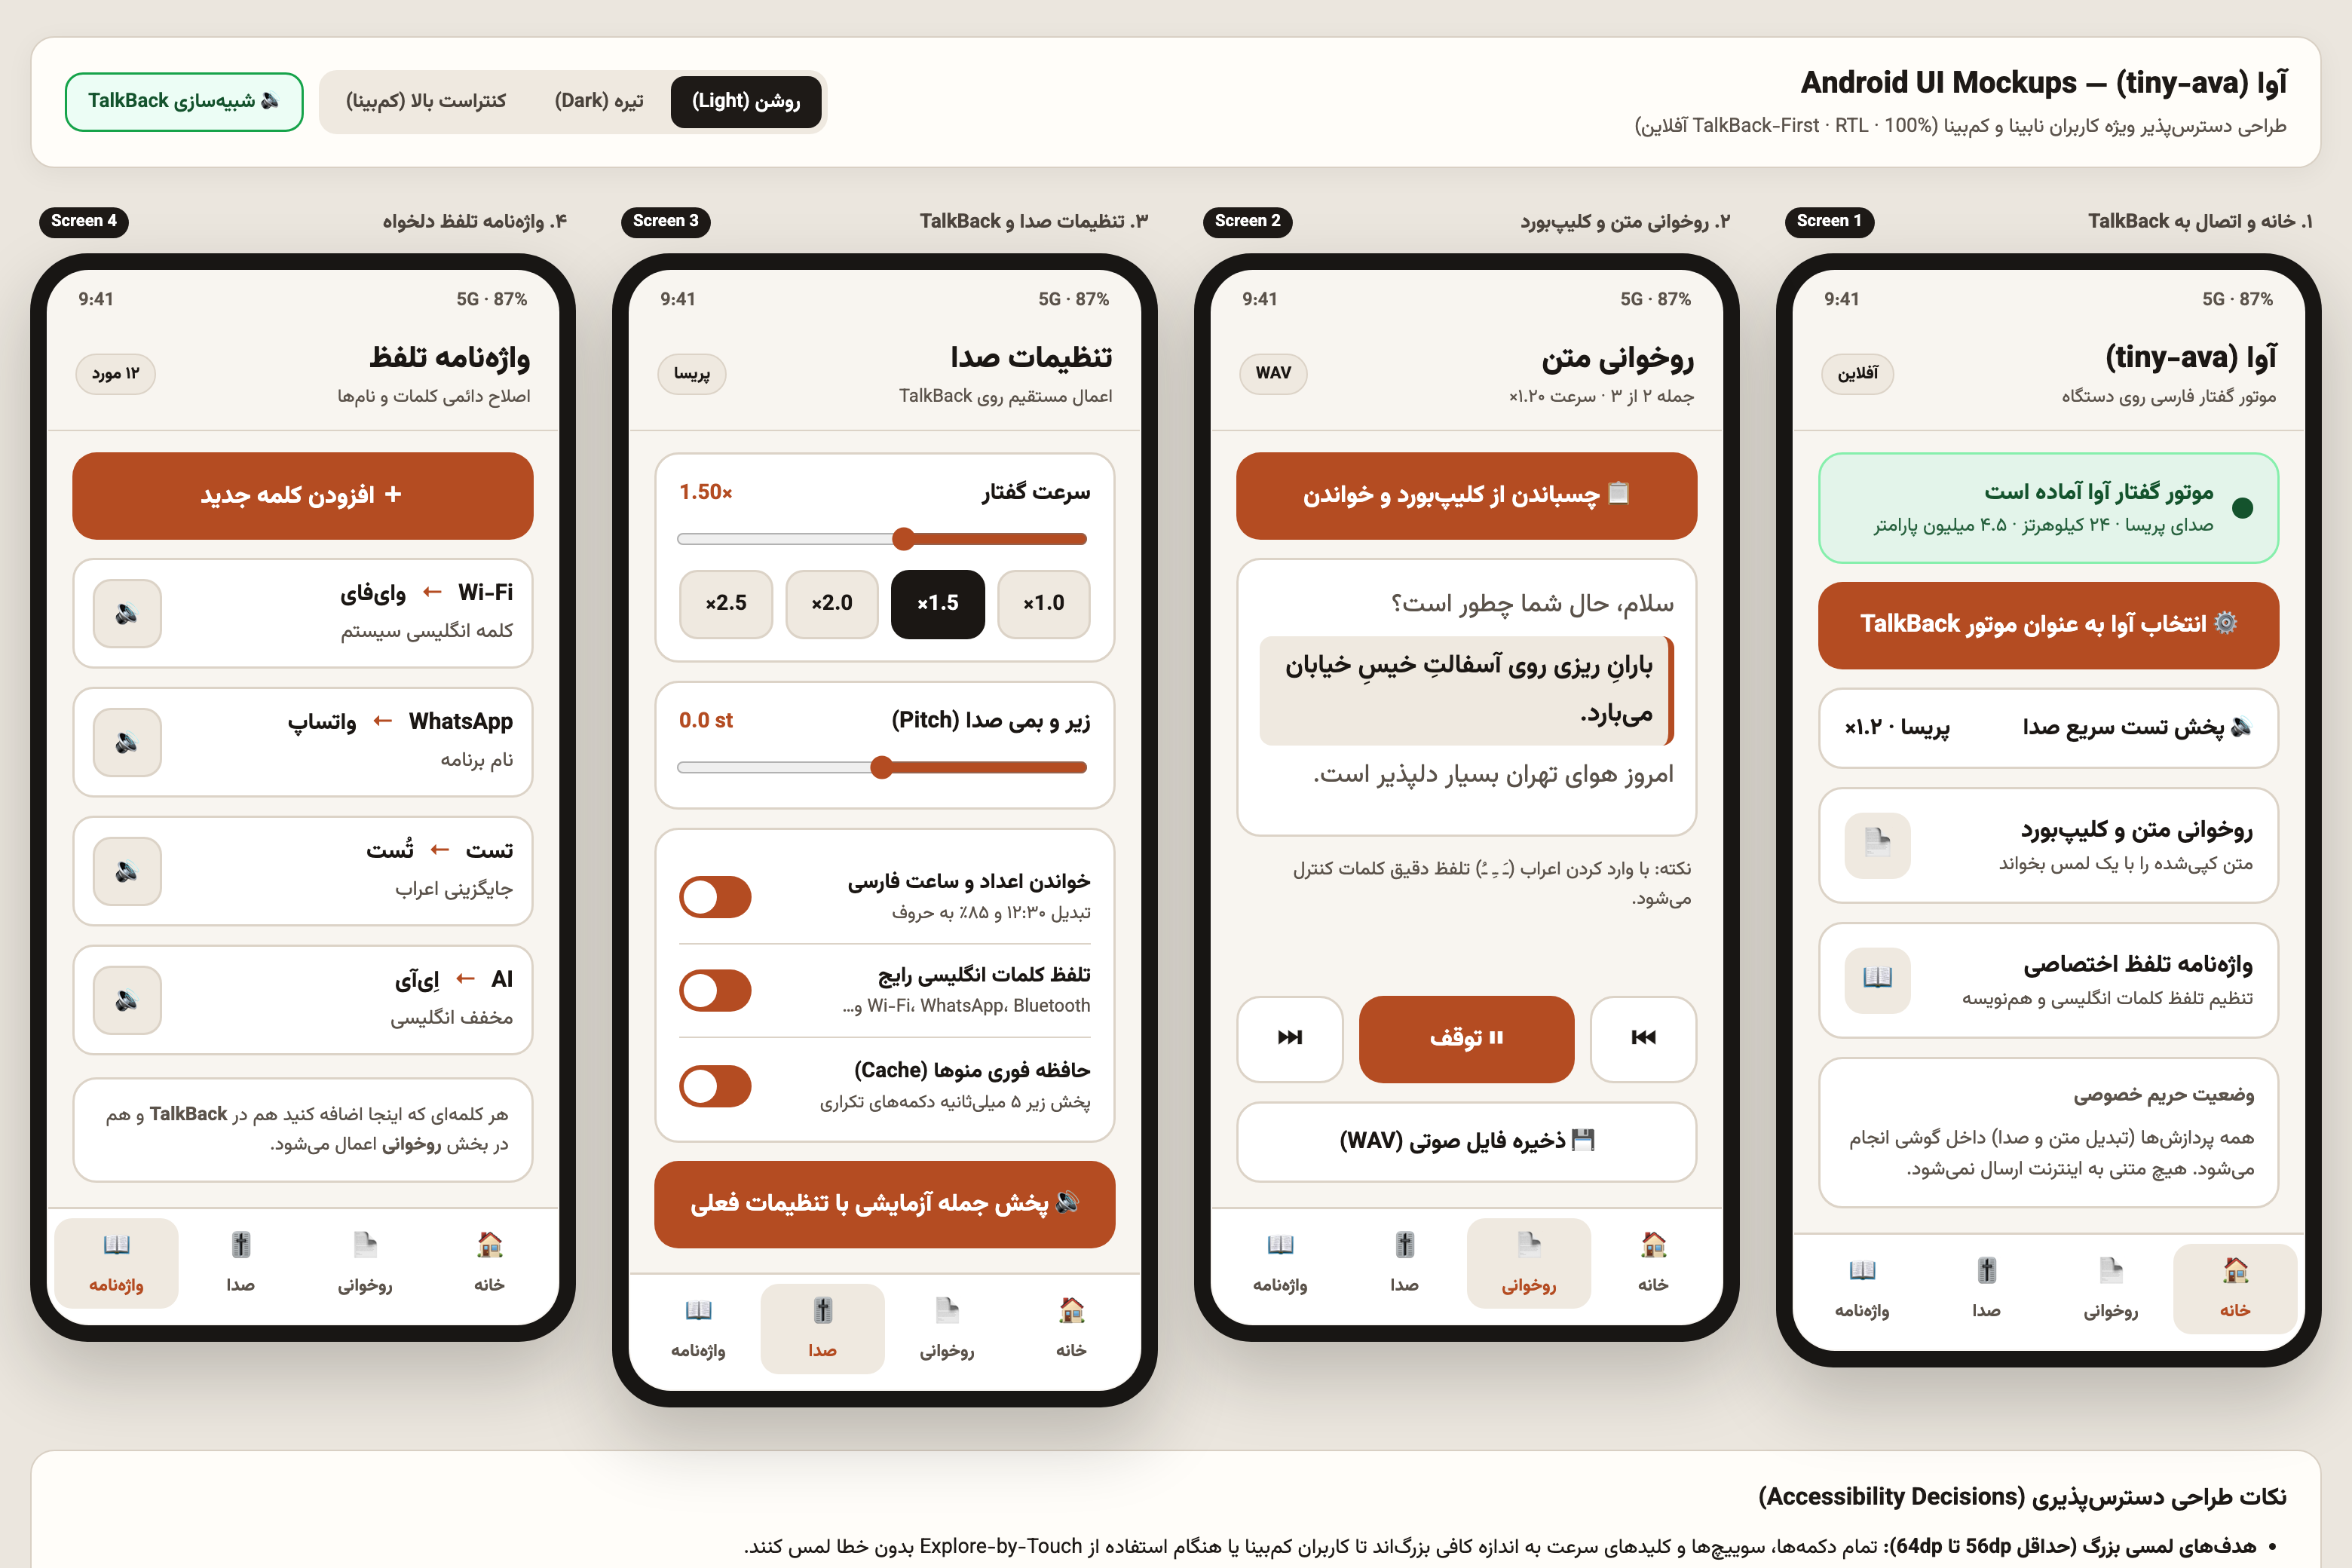 آوا (tiny-ava) — Android UI Mockups
طراحی دسترس‌پذیر ویژه کاربران نابینا و کم‌بینا (TalkBack-First · RTL · 100% آفلاین)
روشن (Light)
تیره (Dark)
کنتراست بالا (کم‌بینا)
🔈 شبیه‌سازی TalkBack
۱. خانه و اتصال به TalkBack
Screen 1
9:41
5G · 87%
آوا (tiny-ava)
موتور گفتار فارسی روی دستگاه
آفلاین
موتور گفتار آوا آماده است
صدای پریسا · ۲۴ کیلوهرتز · ۴.۵ میلیون پارامتر
⚙️ انتخاب آوا به عنوان موتور TalkBack
🔈 پخش تست سریع صدا
پریسا · ۱.۲×
روخوانی متن و کلیپ‌بورد
متن کپی‌شده را با یک لمس بخواند
واژه‌نامه تلفظ اختصاصی
تنظیم تلفظ کلمات انگلیسی و هم‌نویسه
وضعیت حریم خصوصی
همه پردازش‌ها (تبدیل متن و صدا) داخل گوشی انجام
می‌شود. هیچ متنی به اینترنت ارسال نمی‌شود.
خانه
روخوانی
صدا
واژه‌نامه
۲. روخوانی متن و کلیپ‌بورد
Screen 2
9:41
5G · 87%
روخوانی متن
جمله ۲ از ۳ · سرعت ۱.۲۰×
WAV
📋 چسباندن از کلیپ‌بورد و خواندن
سلام، حال شما چطور است؟
بارانِ ریزی روی آسفالتِ خیسِ خیابان
می‌بارد.
امروز هوای تهران بسیار دلپذیر است.
نکته: با وارد کردن اعراب (ـَ ـِ ـُ) تلفظ دقیق کلمات کنترل
می‌شود.
⏮
⏸ توقف
⏭
💾 ذخیره فایل صوتی (WAV)
خانه
روخوانی
صدا
واژه‌نامه
۳. تنظیمات صدا و TalkBack
Screen 3
9:41
5G · 87%
تنظیمات صدا
اعمال مستقیم روی TalkBack
پریسا
سرعت گفتار
1.50×
×1.0
×1.5
×2.0
×2.5
زیر و بمی صدا (Pitch)
0.0 st
خواندن اعداد و ساعت فارسی
تبدیل ۱۲:۳۰ و ۸۵٪ به حروف
تلفظ کلمات انگلیسی رایج
Wi-Fi، WhatsApp، Bluetooth و...
حافظه فوری منوها (Cache)
پخش زیر ۵ میلی‌ثانیه دکمه‌های تکراری
🔊 پخش جمله آزمایشی با تنظیمات فعلی
خانه
روخوانی
صدا
واژه‌نامه
۴. واژه‌نامه تلفظ دلخواه
Screen 4
9:41
5G · 87%
واژه‌نامه تلفظ
اصلاح دائمی کلمات و نام‌ها
۱۲ مورد
+ افزودن کلمه جدید
Wi-Fi ← وای‌فای
کلمه انگلیسی سیستم
WhatsApp ← واتساپ
نام برنامه
تست ← تُست
جایگزینی اعراب
AI ← اِی‌آی
مخفف انگلیسی
هر کلمه‌ای که اینجا اضافه کنید هم در TalkBack و هم
در بخش روخوانی اعمال می‌شود.
خانه
روخوانی
صدا
واژه‌نامه
نکات طراحی دسترس‌پذیری (Accessibility Decisions)
• هدف‌های لمسی بزرگ (حداقل 56dp تا 64dp): تمام دکمه‌ها، سوییچ‌ها و کلیدهای سرعت به اندازه کافی بزرگ‌اند تا کاربران کم‌بینا یا هنگام استفاده از Explore-by-Touch بدون خطا لمس کنند.